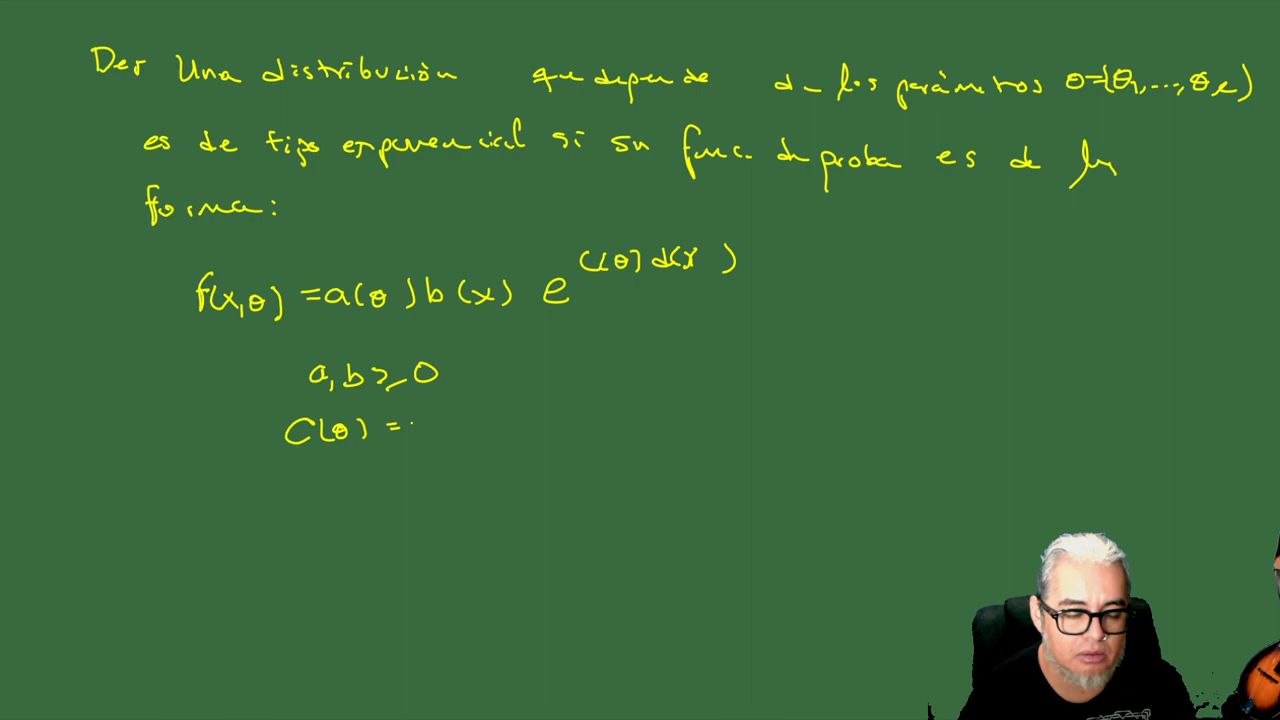 Def Una distribución que depende de los parámetros θ=(θ1,...,θℓ)
es de tipo exponencial si su func. de proba es de la
forma:
f(x,θ) = a(θ) b(x) e^{c(θ) d(x)}
a, b ≥ 0
C(θ) =